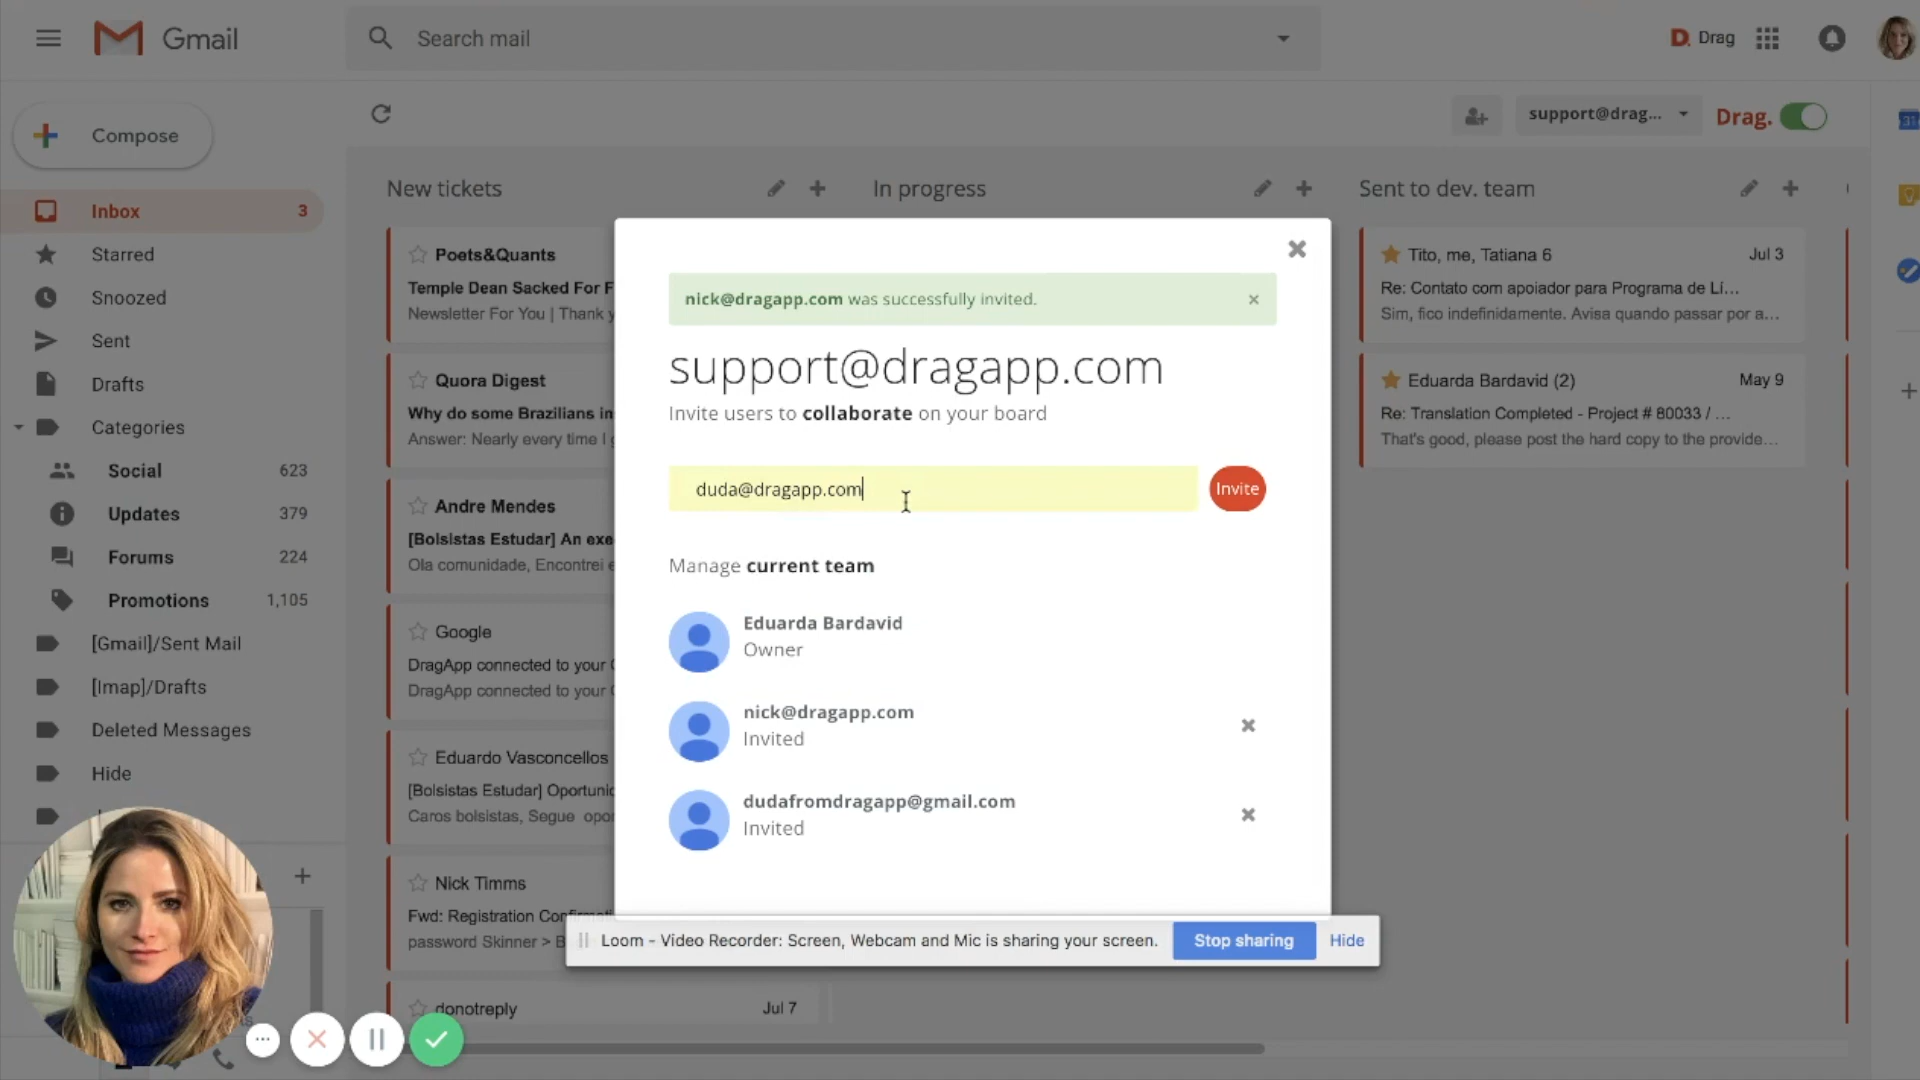 Gmail
Search mail
D. Drag
Compose
support@drag...
Drag.
31
New tickets
In progress
Sent to dev. team
Inbox 3
Starred
Snoozed
Sent
Drafts
Categories
Social 623
Updates 379
Forums 224
Promotions 1,105
[Gmail]/Sent Mail
[Imap]/Drafts
Deleted Messages
Hide
Poets&Quants
Temple Dean Sacked For F
Newsletter For You | Thank y
Quora Digest
Why do some Brazilians in
Answer: Nearly every time I g
Andre Mendes
[Bolsistas Estudar] An exe
Ola comunidade, Encontrei e
Google
DragApp connected to your G
DragApp connected to your G
Eduardo Vasconcellos
[Bolsistas Estudar] Oportunid
Caros bolsistas, Segue opor
Nick Timms
Fwd: Registration Confirmati
password Skinner > B
donotreply Jul 7
nick@dragapp.com was successfully invited.
support@dragapp.com
Invite users to collaborate on your board
duda@dragapp.com
Invite
Manage current team
Eduarda Bardavid
Owner
nick@dragapp.com
Invited
dudafromdragapp@gmail.com
Invited
Tito, me, Tatiana 6 Jul 3
Re: Contato com apoiador para Programa de Lí...
Sim, fico indefinidamente. Avisa quando passar por a...
Eduarda Bardavid (2) May 9
Re: Translation Completed - Project # 80033 / ...
That's good, please post the hard copy to the provide...
Loom - Video Recorder: Screen, Webcam and Mic is sharing your screen.
Stop sharing
Hide